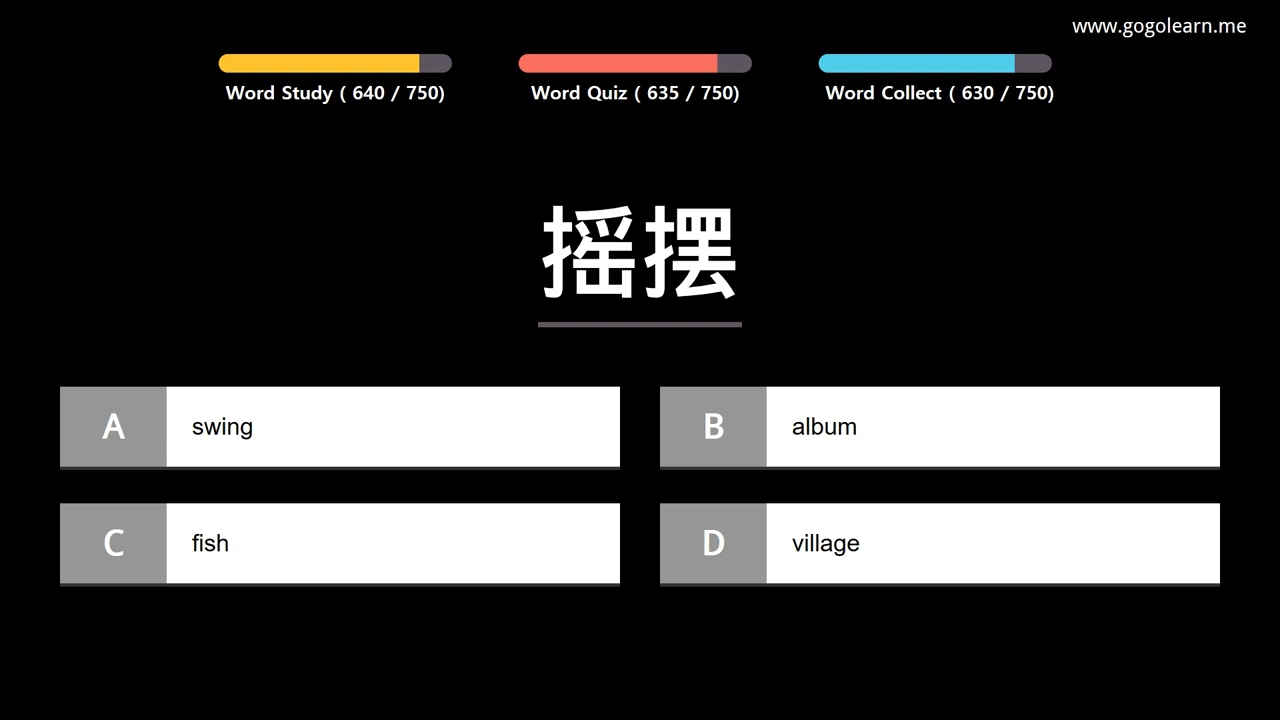 www.gogolearn.me
Word Study ( 640 / 750)
Word Quiz ( 635 / 750)
Word Collect ( 630 / 750)
摇摆
A swing
B album
C fish
D village